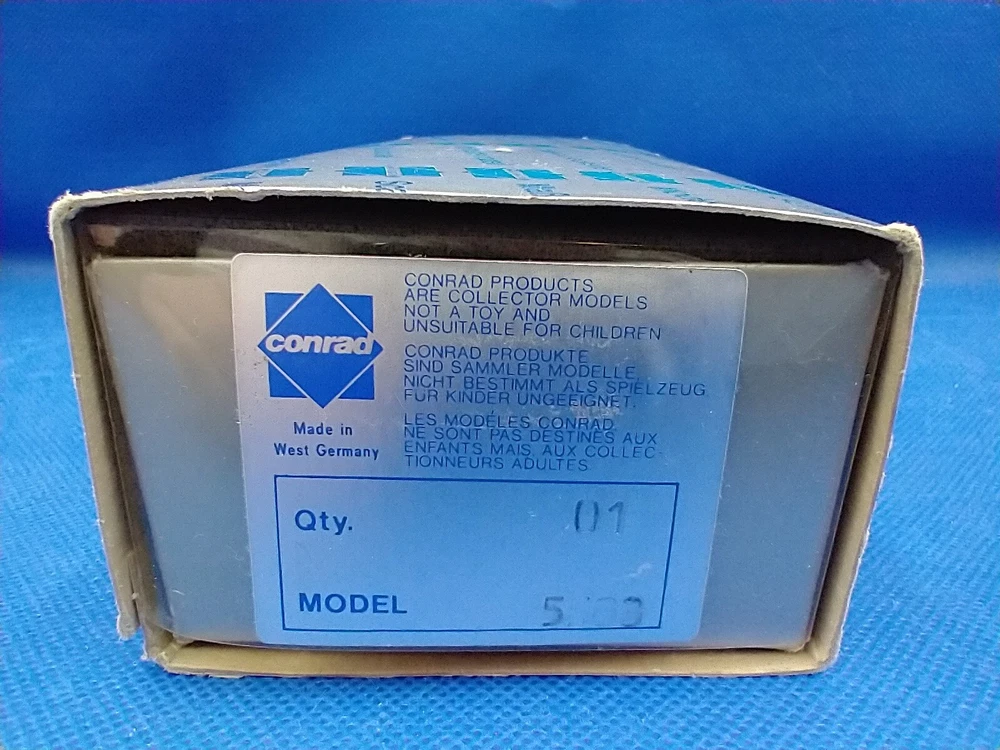 conrad
Made in
West Germany
CONRAD PRODUCTS
ARE COLLECTOR MODELS
NOT A TOY AND
UNSUITABLE FOR CHILDREN
CONRAD PRODUKTE
SIND SAMMLER MODELLE
NICHT BESTIMMT ALS SPIELZEUG
FUR KINDER UNGEEIGNET.
LES MODÉLES CONRAD
NE SONT PAS DESTINÉS AUX
ENFANTS MAIS AUX COLLEC-
TIONNEURS ADULTES
Qty. 01
MODEL